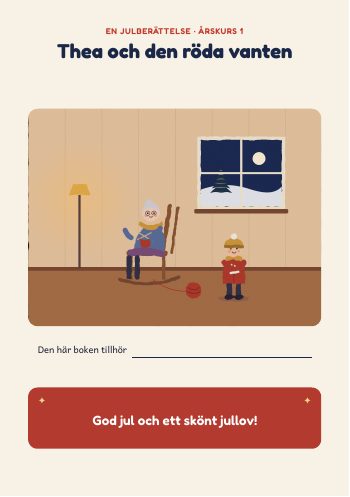 EN JULBERÄTTELSE · ÅRSKURS 1
Thea och den röda vanten
Den här boken tillhör
God jul och ett skönt jullov!